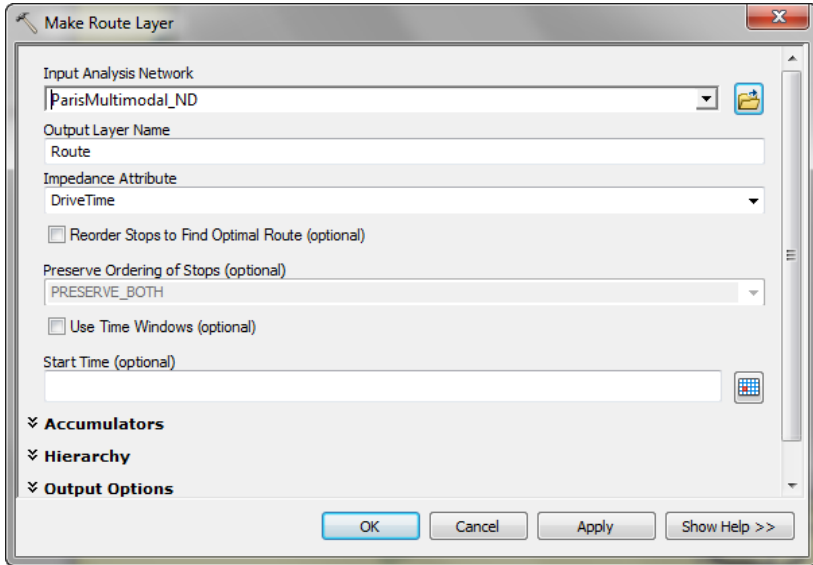 Make Route Layer
Input Analysis Network
ParisMultimodal_ND
Output Layer Name
Route
Impedance Attribute
DriveTime
Reorder Stops to Find Optimal Route (optional)
Preserve Ordering of Stops (optional)
PRESERVE_BOTH
Use Time Windows (optional)
Start Time (optional)
Accumulators
Hierarchy
Output Options
OK Cancel Apply Show Help >>